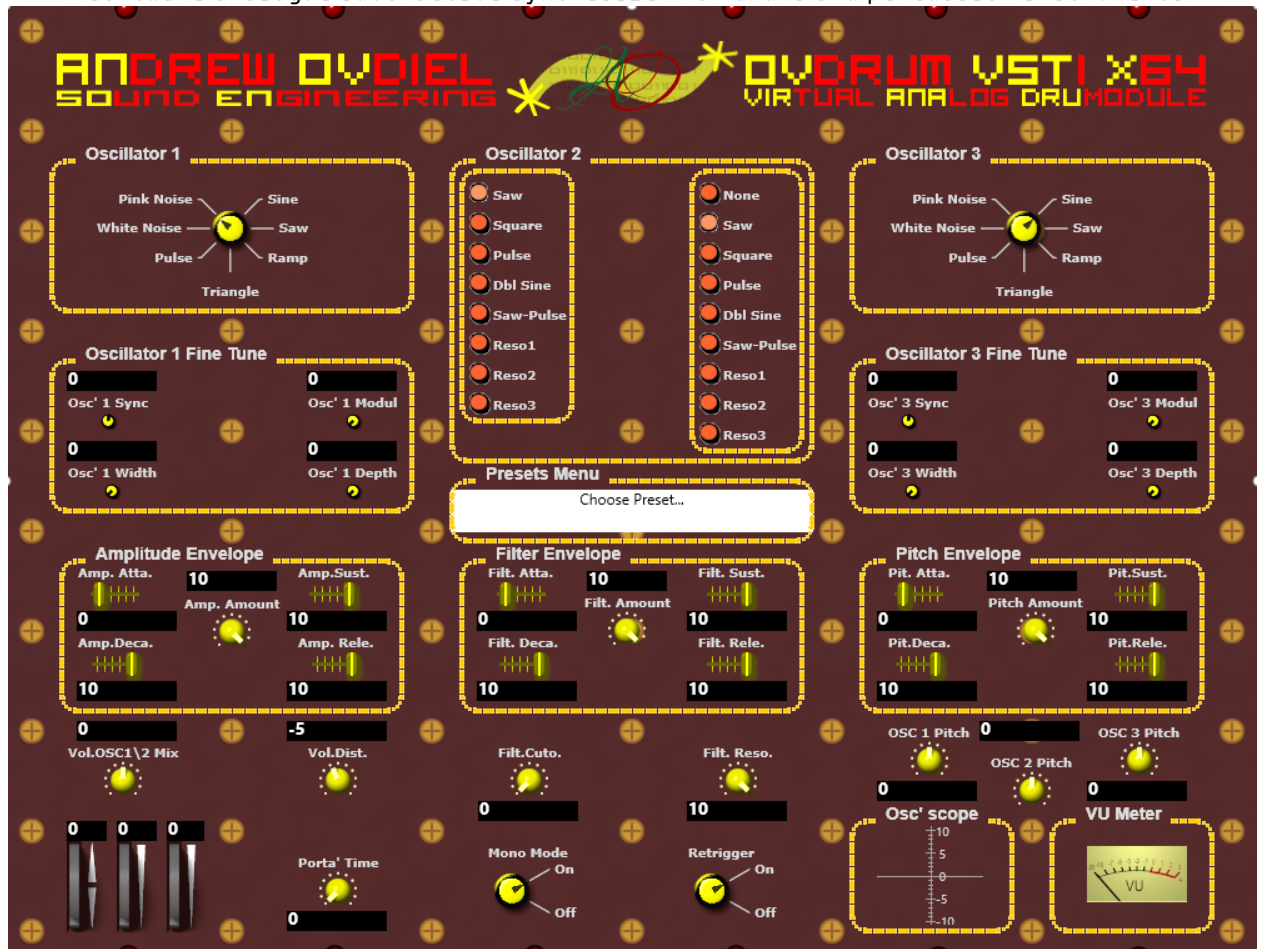 ANDREW OVDIEL
SOUND ENGINEERING
OVDRUM VSTI X64
VIRTUAL ANALOG DRUMODULE
Oscillator 1
Pink Noise
Sine
White Noise
Saw
Pulse
Ramp
Triangle
Oscillator 2
Saw
Square
Pulse
Dbl Sine
Saw-Pulse
Reso1
Reso2
Reso3
None
Saw
Square
Pulse
Dbl Sine
Saw-Pulse
Reso1
Reso2
Reso3
Oscillator 3
Pink Noise
Sine
White Noise
Saw
Pulse
Ramp
Triangle
Oscillator 1 Fine Tune
0
0
Osc' 1 Sync
Osc' 1 Modul
0
0
Osc' 1 Width
Osc' 1 Depth
Presets Menu
Choose Preset...
Oscillator 3 Fine Tune
0
0
Osc' 3 Sync
Osc' 3 Modul
0
0
Osc' 3 Width
Osc' 3 Depth
Amplitude Envelope
Amp. Atta.
10
Amp.Sust.
Amp. Amount
0
10
Amp.Deca.
Amp. Rele.
10
10
Filter Envelope
Filt. Atta.
10
Filt. Sust.
Filt. Amount
0
10
Filt. Deca.
Filt. Rele.
10
10
Pitch Envelope
Pit. Atta.
10
Pit.Sust.
Pitch Amount
0
10
Pit.Deca.
Pit.Rele.
10
10
0
-5
Vol.OSC1\2 Mix
Vol.Dist.
Filt.Cuto.
Filt. Reso.
0
10
OSC 1 Pitch
0
OSC 3 Pitch
OSC 2 Pitch
0
0
0
0
0
Porta' Time
0
Mono Mode
On
Off
Retrigger
On
Off
Osc' scope
10
5
0
-5
-10
VU Meter
VU